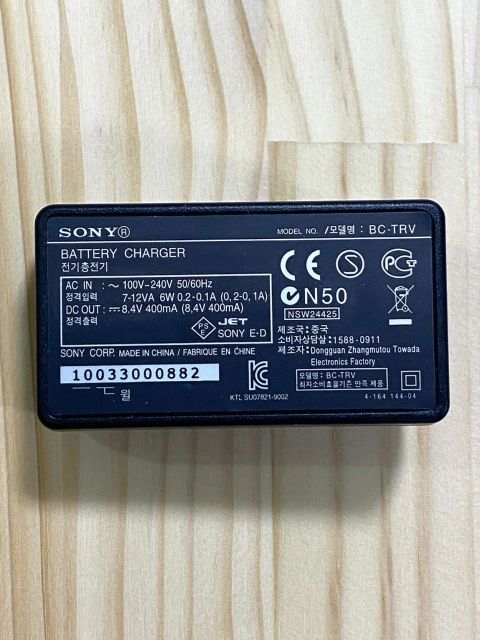 SONY® MODEL NO. /모델명 : BC-TRV
BATTERY CHARGER
전기충전기
AC IN : ~ 100V-240V 50/60Hz
정격입력 7-12VA 6W 0.2-0.1A (0, 2-0, 1A)
DC OUT : ⎓ 8.4V 400mA (8,4V 400mA)
정격출력 :
PSE JET
SONY E·D
CE S PCT
N50
NSW24425
제조국:중국
소비자상담실:1588-0911
제조자:Dongguan Zhangmutou Towada
Electronics Factory
SONY CORP. MADE IN CHINA / FABRIQUE EN CHINE
10033000882
년 월
KC
KTL SU07821-9002
모델명 : BC-TRV
최저소비효율기준 만족 제품
4-164 144-04